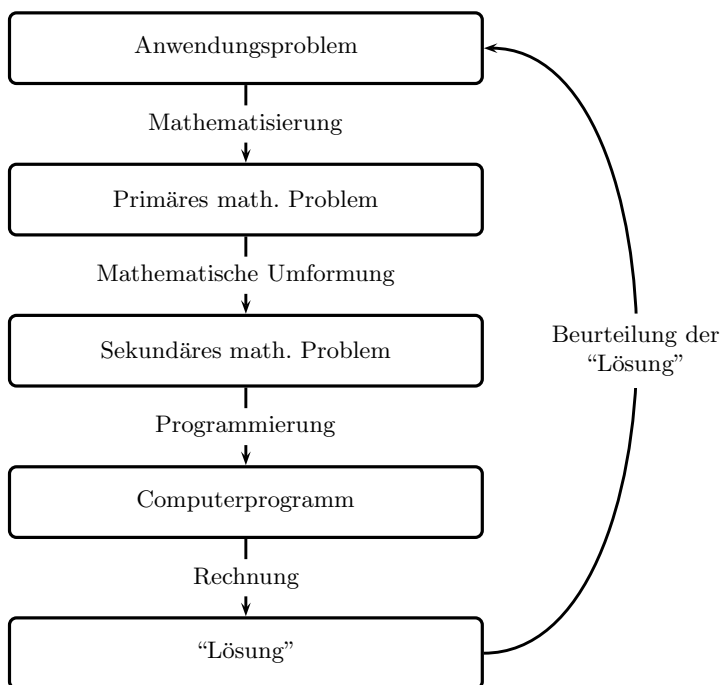 Anwendungsproblem
Mathematisierung
Primäres math. Problem
Mathematische Umformung
Sekundäres math. Problem
Programmierung
Computerprogramm
Rechnung
“Lösung”
Beurteilung der
“Lösung”